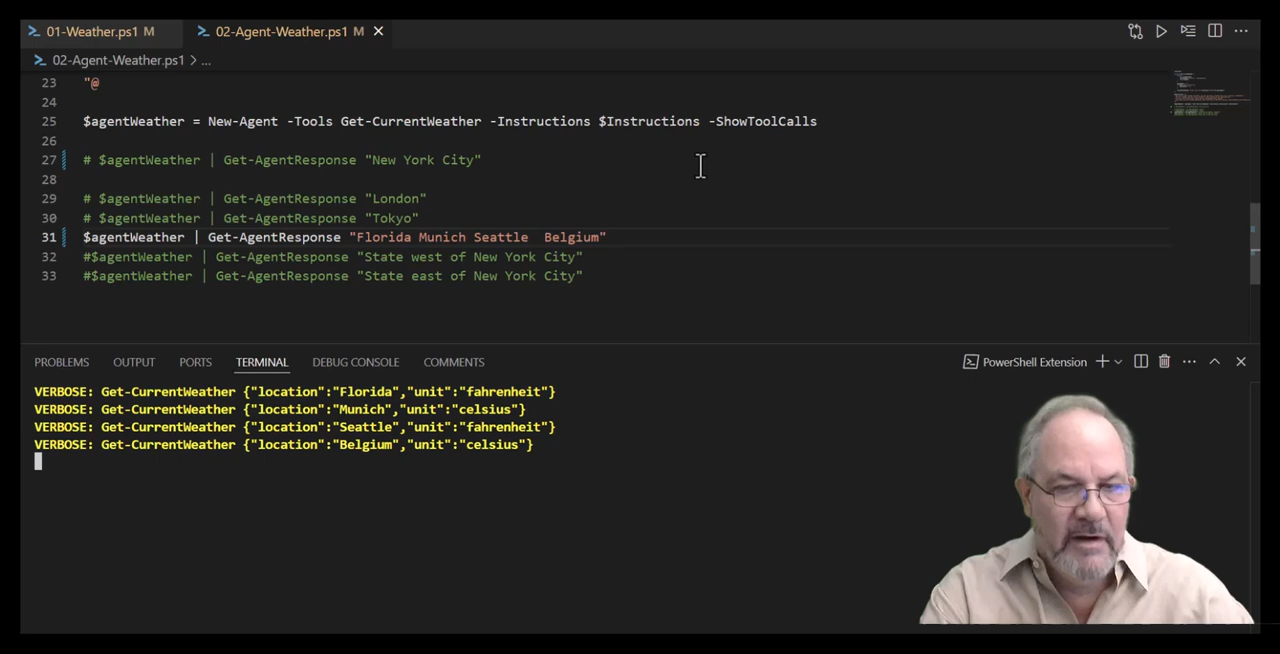 01-Weather.ps1 M
02-Agent-Weather.ps1 M
02-Agent-Weather.ps1 > ...
23 "@
24
25 $agentWeather = New-Agent -Tools Get-CurrentWeather -Instructions $Instructions -ShowToolCalls
26
27 # $agentWeather | Get-AgentResponse "New York City"
28
29 # $agentWeather | Get-AgentResponse "London"
30 # $agentWeather | Get-AgentResponse "Tokyo"
31 $agentWeather | Get-AgentResponse "Florida Munich Seattle  Belgium"
32 #$agentWeather | Get-AgentResponse "State west of New York City"
33 #$agentWeather | Get-AgentResponse "State east of New York City"
PROBLEMS OUTPUT PORTS TERMINAL DEBUG CONSOLE COMMENTS PowerShell Extension
VERBOSE: Get-CurrentWeather {"location":"Florida","unit":"fahrenheit"}
VERBOSE: Get-CurrentWeather {"location":"Munich","unit":"celsius"}
VERBOSE: Get-CurrentWeather {"location":"Seattle","unit":"fahrenheit"}
VERBOSE: Get-CurrentWeather {"location":"Belgium","unit":"celsius"}